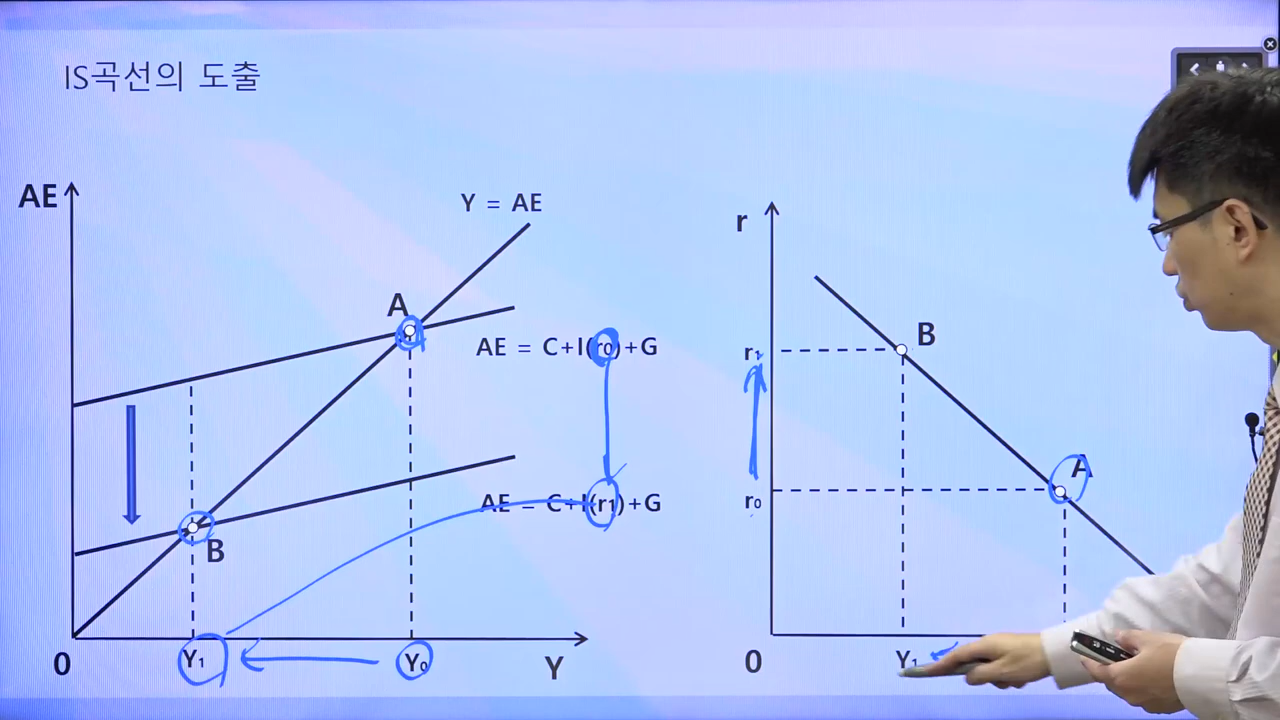 IS곡선의 도출
AE
Y = AE
A
AE = C+I(r₀)+G
AE = C+I(r₁)+G
B
0
Y₁
Y₀
Y
r
B
r₁
A
r₀
0
Y₁